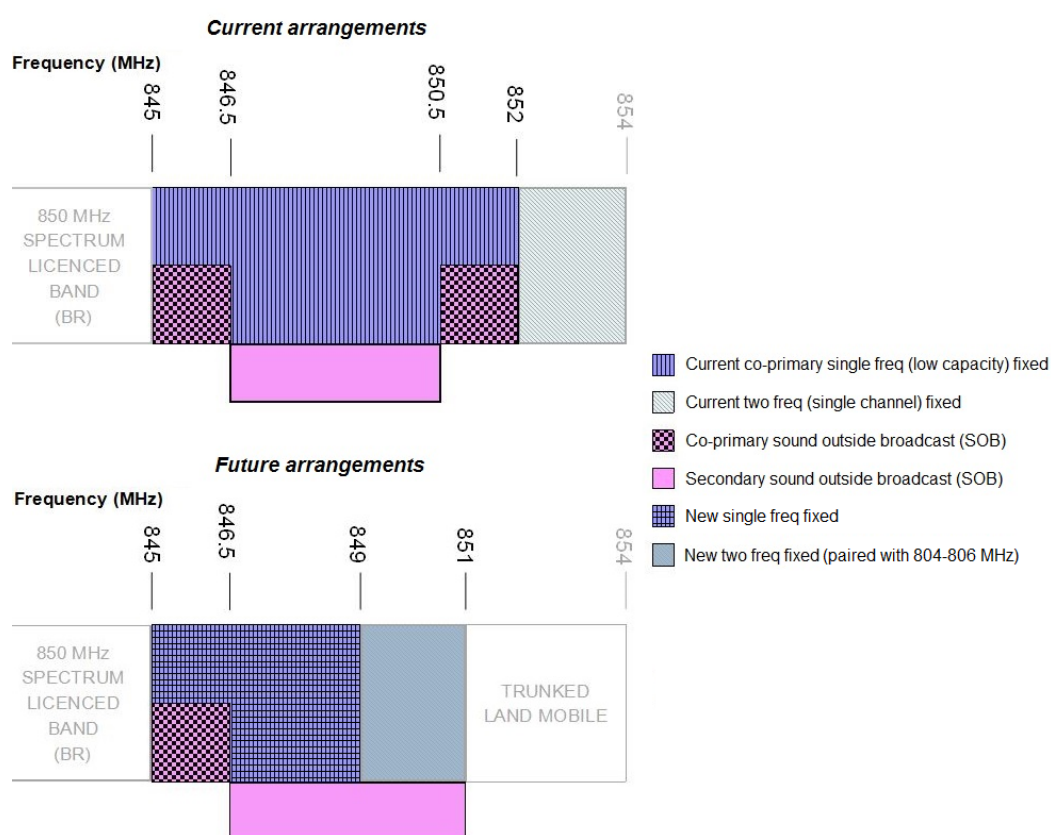 Current arrangements
Frequency (MHz)
845
846.5
850.5
852
854
850 MHz
SPECTRUM
LICENCED
BAND
(BR)
Current co-primary single freq (low capacity) fixed
Current two freq (single channel) fixed
Co-primary sound outside broadcast (SOB)
Secondary sound outside broadcast (SOB)
New single freq fixed
New two freq fixed (paired with 804-806 MHz)
Future arrangements
Frequency (MHz)
845
846.5
849
851
854
850 MHz
SPECTRUM
LICENCED
BAND
(BR)
TRUNKED
LAND MOBILE